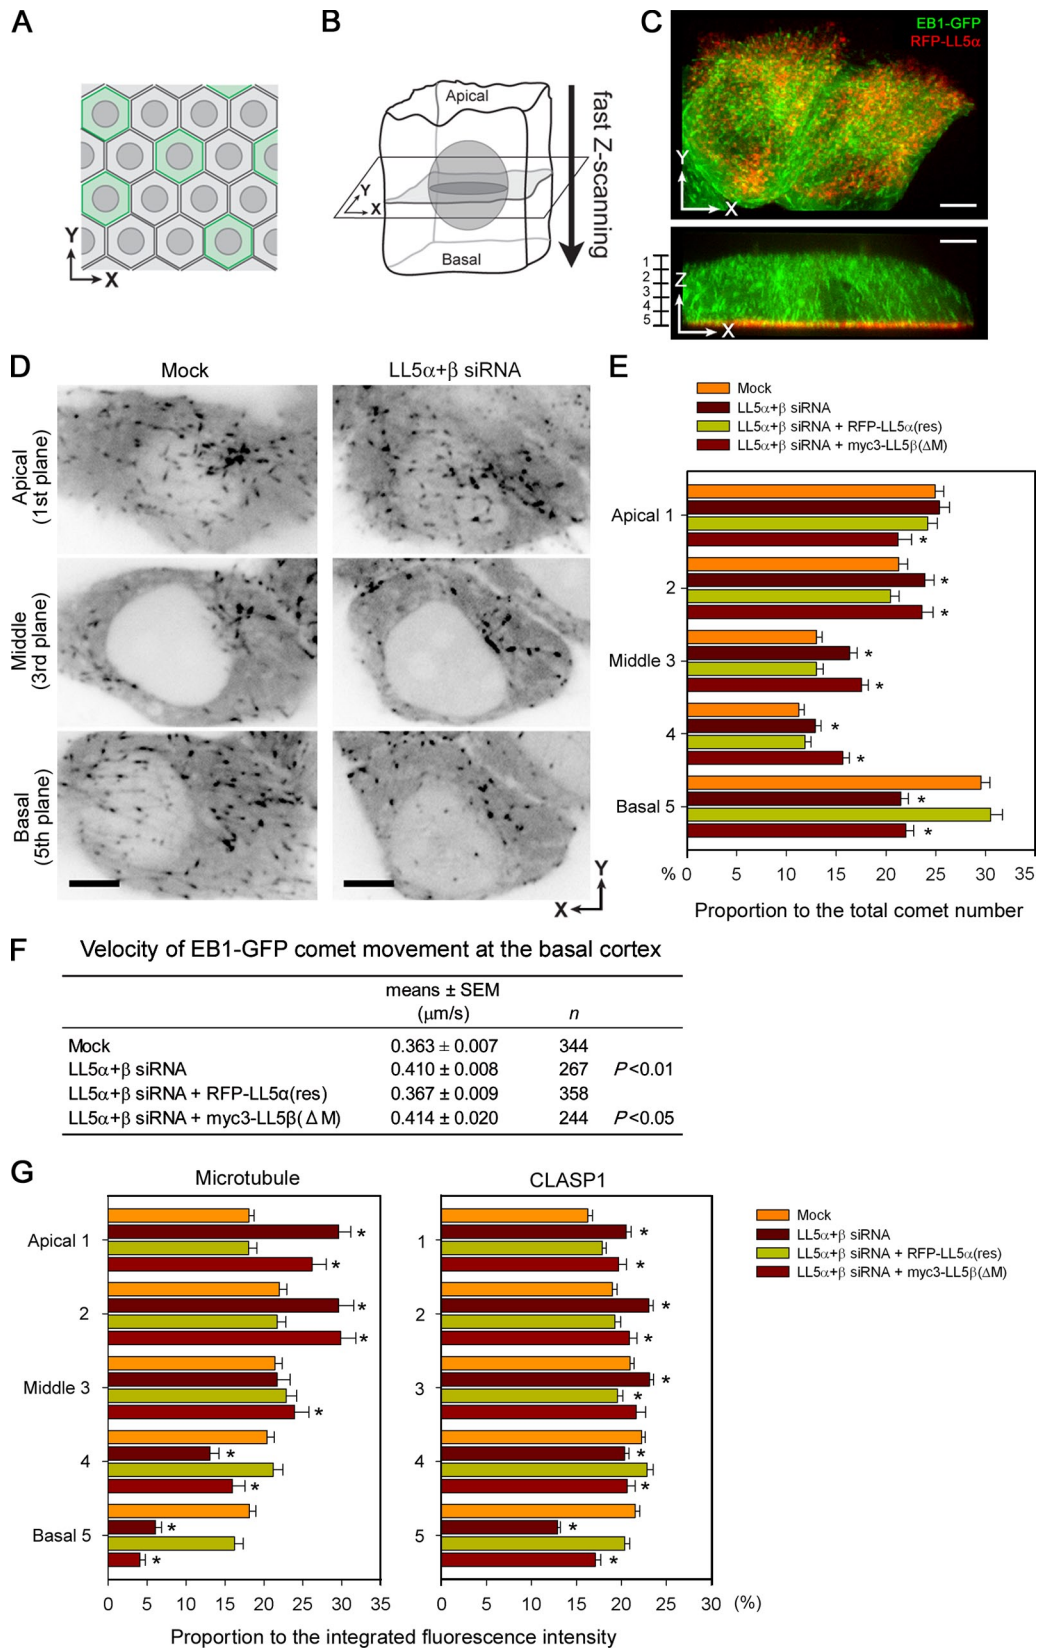 A
B
C
Y
X
Apical
Y
X
Basal
fast Z-scanning
EB1-GFP
RFP-LL5α
Y
X
1
2
3
4
5
Z
X
D
Mock
LL5α+β siRNA
Apical
(1st plane)
Middle
(3rd plane)
Basal
(5th plane)
Y
X
E
Mock
LL5α+β siRNA
LL5α+β siRNA + RFP-LL5α(res)
LL5α+β siRNA + myc3-LL5β(ΔM)
Apical 1
*
2
*
*
Middle 3
*
*
4
*
*
Basal 5
*
*
% 0 5 10 15 20 25 30 35
Proportion to the total comet number
F
Velocity of EB1-GFP comet movement at the basal cortex
means ± SEM
(μm/s) n
Mock 0.363 ± 0.007 344
LL5α+β siRNA 0.410 ± 0.008 267 P<0.01
LL5α+β siRNA + RFP-LL5α(res) 0.367 ± 0.009 358
LL5α+β siRNA + myc3-LL5β(ΔM) 0.414 ± 0.020 244 P<0.05
G
Microtubule
Apical 1
*
*
2
*
*
Middle 3
*
4
*
*
Basal 5
*
*
0 5 10 15 20 25 30 35
CLASP1
1
*
*
2
*
*
3
*
*
4
*
*
5
*
*
0 5 10 15 20 25 30 (%)
Mock
LL5α+β siRNA
LL5α+β siRNA + RFP-LL5α(res)
LL5α+β siRNA + myc3-LL5β(ΔM)
Proportion to the integrated fluorescence intensity